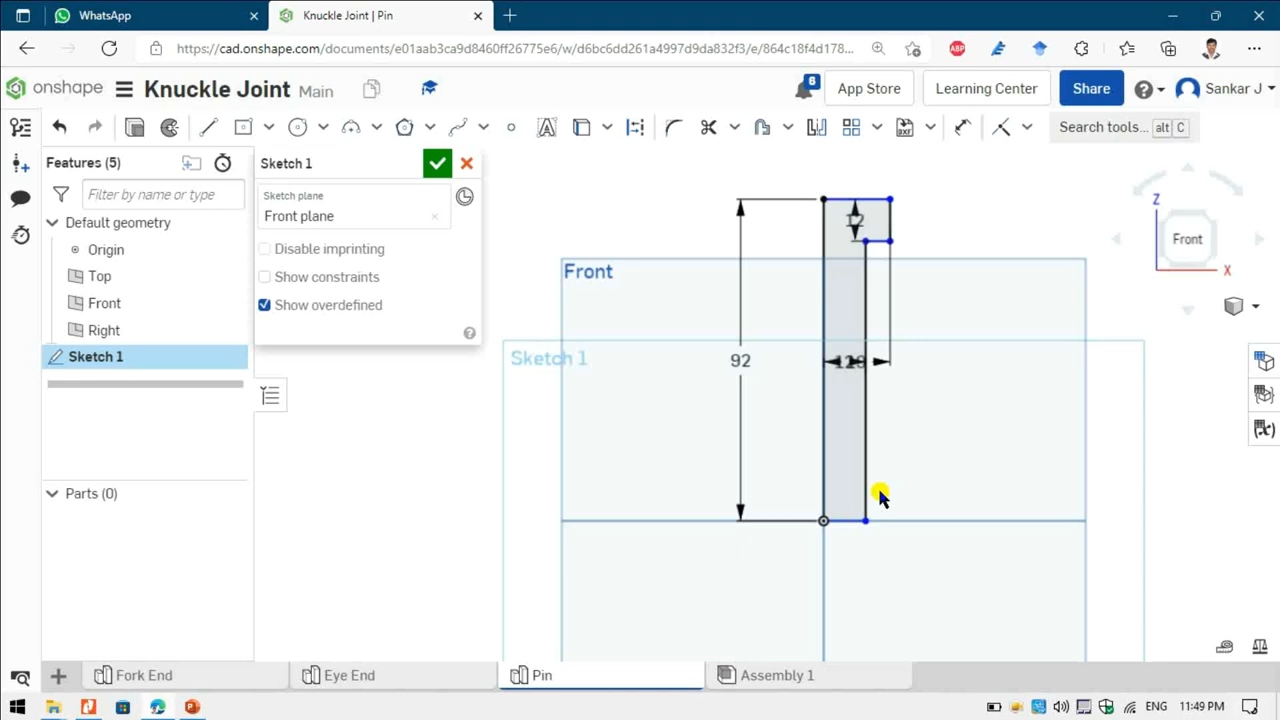 WhatsApp
Knuckle Joint | Pin
https://cad.onshape.com/documents/e01aab3ca9d8460ff26775e6/w/d6bc6dd261a4997d9da832f3/e/864c18f4d178...
ABP
onshape
Knuckle Joint Main
6
App Store
Learning Center
Share
Sankar J
Search tools...
alt C
Features (5)
Filter by name or type
Default geometry
Origin
Top
Front
Right
Sketch 1
Parts (0)
Sketch 1
Sketch plane
Front plane
Disable imprinting
Show constraints
Show overdefined
Front
Sketch 1
12
92
Z
Front
X
Fork End
Eye End
Pin
Assembly 1
ENG
11:49 PM